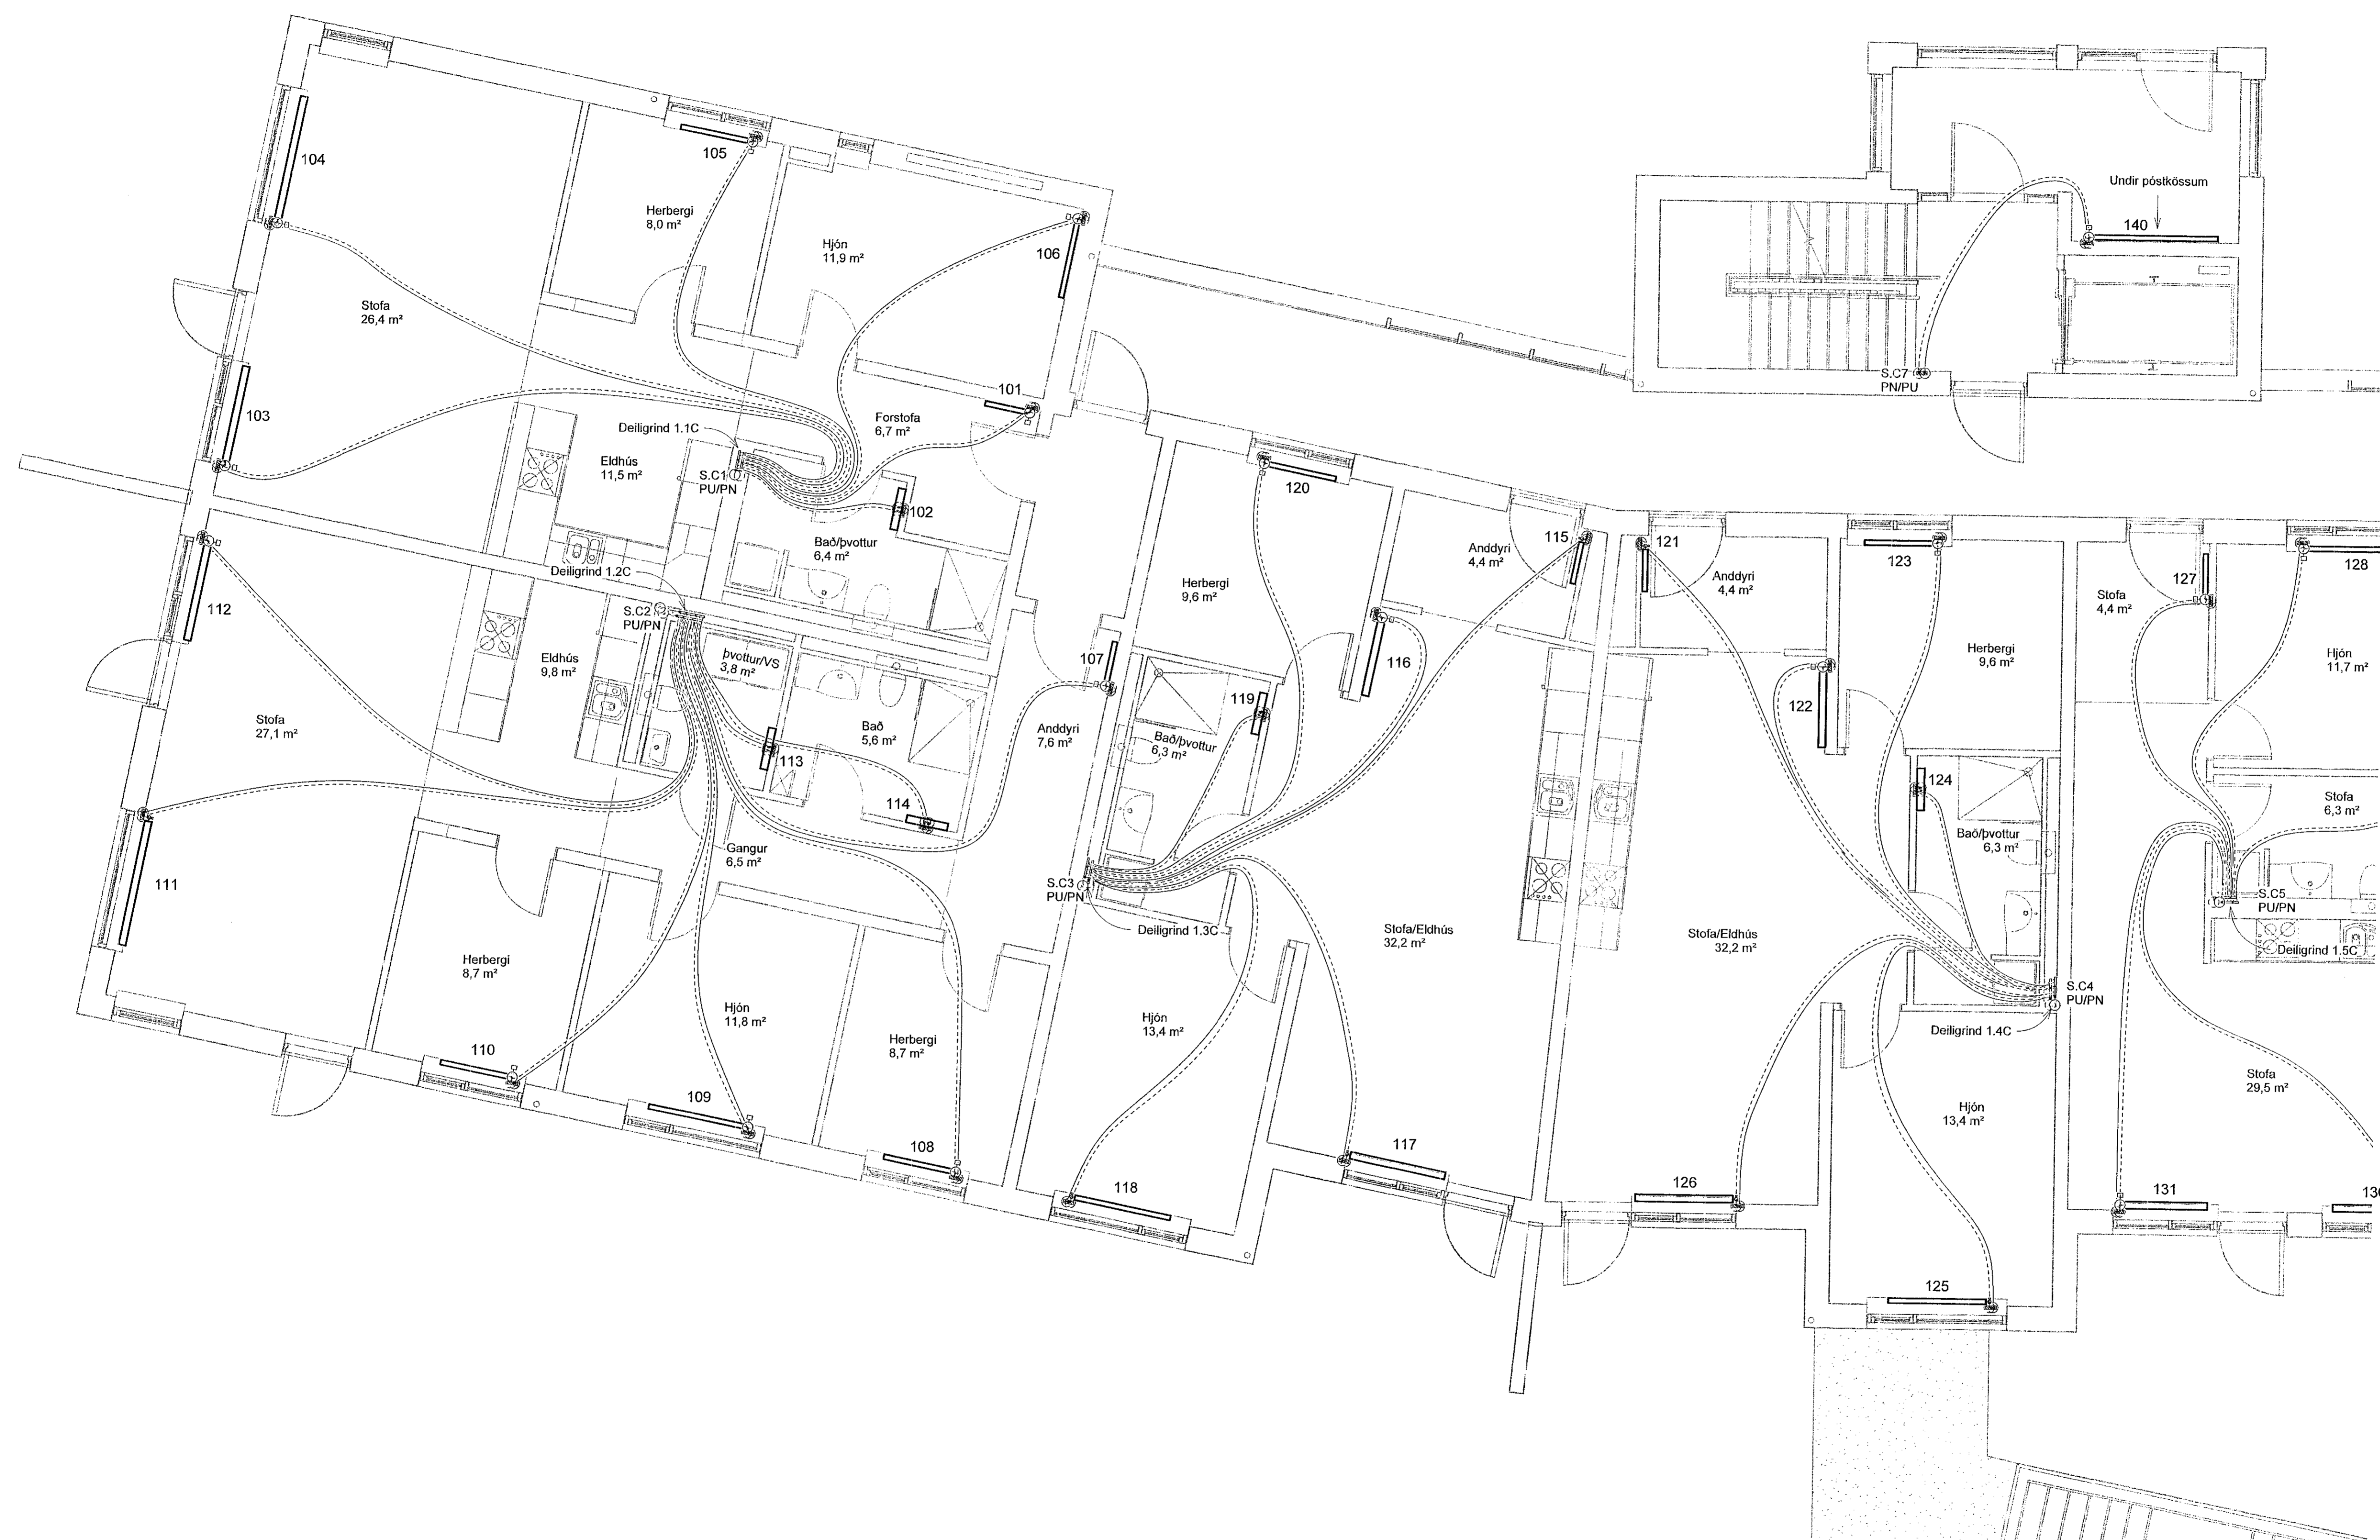 104
105
Herbergi
8,0 m²
Hjón
11,9 m²
106
Stofa
26,4 m²
103
101
Forstofa
6,7 m²
Deiligrind 1.1C
Eldhús
11,5 m²
S.C1
PU/PN
102
Bað/þvottur
6,4 m²
Deiligrind 1.2C
S.C2
PU/PN
112
Eldhús
9,8 m²
þvottur/VS
3,8 m²
Stofa
27,1 m²
Bað
5,6 m²
113
114
107
Anddyri
7,6 m²
Gangur
6,5 m²
111
Herbergi
8,7 m²
Hjón
11,8 m²
Herbergi
8,7 m²
110
109
108
120
Herbergi
9,6 m²
115
Anddyri
4,4 m²
116
119
Bað/þvottur
6,3 m²
S.C3
PU/PN
Deiligrind 1.3C
Stofa/Eldhús
32,2 m²
Hjón
13,4 m²
117
118
121
Anddyri
4,4 m²
123
122
Herbergi
9,6 m²
124
Bað/þvottur
6,3 m²
Stofa/Eldhús
32,2 m²
S.C4
PU/PN
Deiligrind 1.4C
Hjón
13,4 m²
126
125
Undir póstkössum
140
S.C7
PN/PU
127
128
Stofa
4,4 m²
Hjón
11,7 m²
Stofa
6,3 m²
S.C5
PU/PN
Deiligrind 1.5C
Stofa
29,5 m²
131